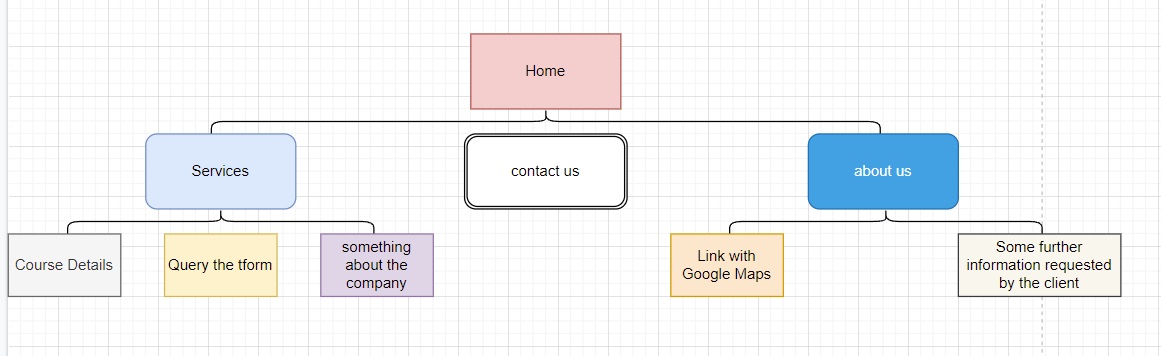 Home
Services
contact us
about us
Course Details
Query the tform
something
about the
company
Link with
Google Maps
Some further
information requested
by the client